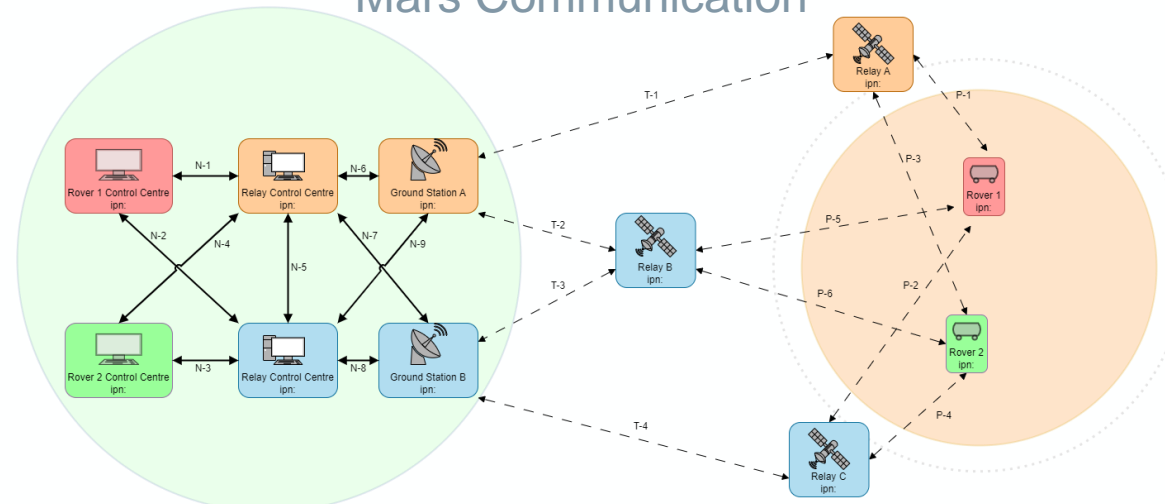 Mars Communication
Relay A
ipn:
T-1
P-1
P-3
Rover 1 Control Centre
ipn:
N-1
Relay Control Centre
ipn:
N-6
Ground Station A
ipn:
Rover 1
ipn:
N-2
N-4
N-7
N-9
T-2
P-5
N-5
Relay B
ipn:
T-3
P-2
P-6
Rover 2 Control Centre
ipn:
N-3
Relay Control Centre
ipn:
N-8
Ground Station B
ipn:
Rover 2
ipn:
T-4
P-4
Relay C
ipn: